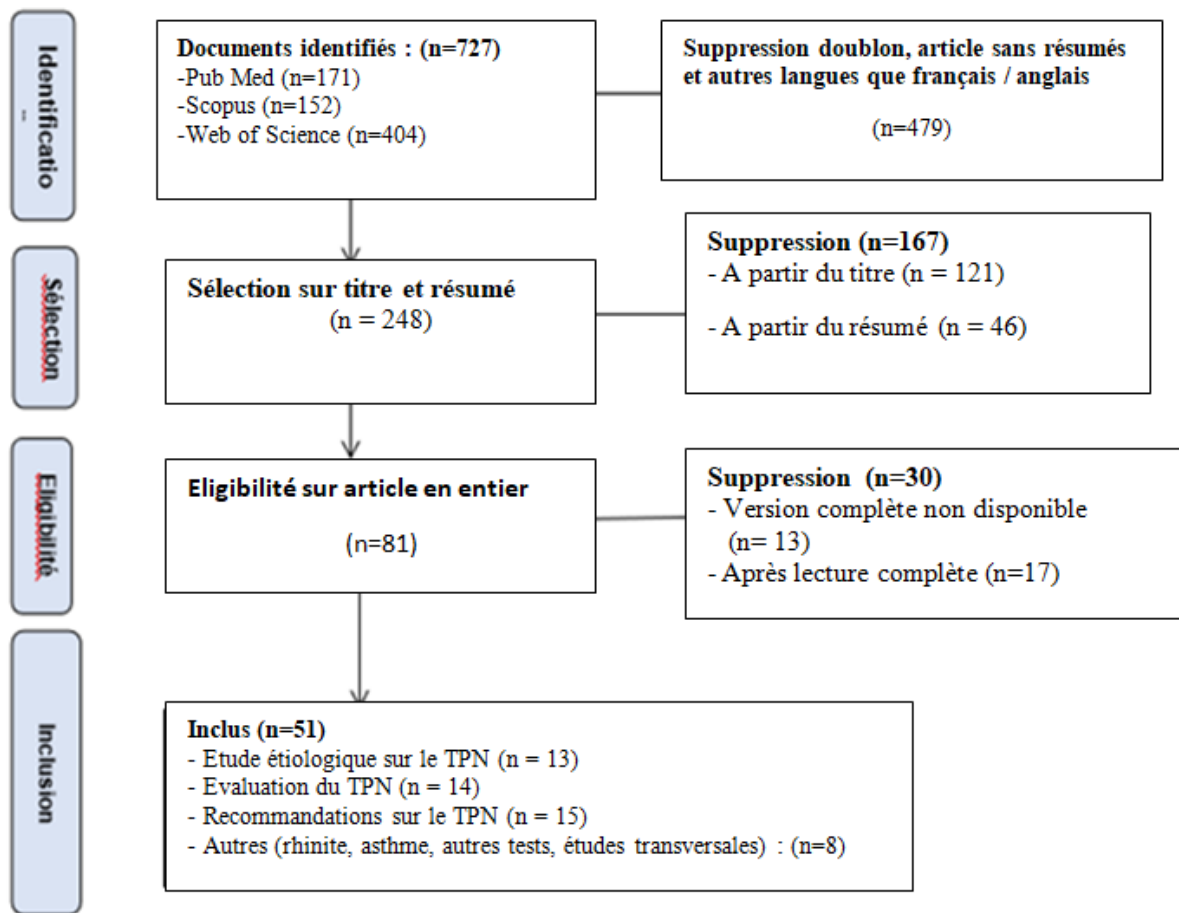 Identificatio
Documents identifiés : (n=727)
-Pub Med (n=171)
-Scopus (n=152)
-Web of Science (n=404)
Suppression doublon, article sans résumés
et autres langues que français / anglais
(n=479)
Sélection
Sélection sur titre et résumé
(n = 248)
Suppression (n=167)
- A partir du titre (n = 121)
- A partir du résumé (n = 46)
Eligibilité
Eligibilité sur article en entier
(n=81)
Suppression (n=30)
- Version complète non disponible
(n= 13)
- Après lecture complète (n=17)
Inclusion
Inclus (n=51)
- Etude étiologique sur le TPN (n = 13)
- Evaluation du TPN (n = 14)
- Recommandations sur le TPN (n = 15)
- Autres (rhinite, asthme, autres tests, études transversales) : (n=8)